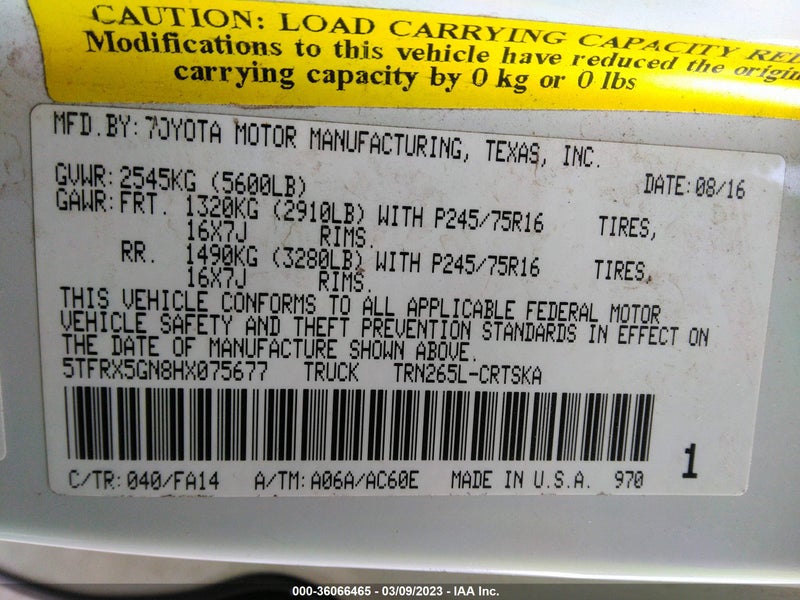 CAUTION: LOAD CARRYING CAPACITY RED
Modifications to this vehicle have reduced the origin
carrying capacity by 0 kg or 0 lbs
MFD.BY: TOYOTA MOTOR MANUFACTURING, TEXAS, INC.
GVWR: 2545KG (5600LB) DATE: 08/16
GAWR: FRT. 1320KG (2910LB) WITH P245/75R16 TIRES,
16X7J RIMS.
RR. 1490KG (3280LB) WITH P245/75R16 TIRES,
16X7J RIMS.
THIS VEHICLE CONFORMS TO ALL APPLICABLE FEDERAL MOTOR
VEHICLE SAFETY AND THEFT PREVENTION STANDARDS IN EFFECT ON
THE DATE OF MANUFACTURE SHOWN ABOVE.
5TFRX5GN8HX075677 TRUCK TRN265L-CRTSKA
1
C/TR: 040/FA14 A/TM: A06A/AC60E MADE IN U.S.A. 970
000-36066465 - 03/09/2023 - IAA Inc.